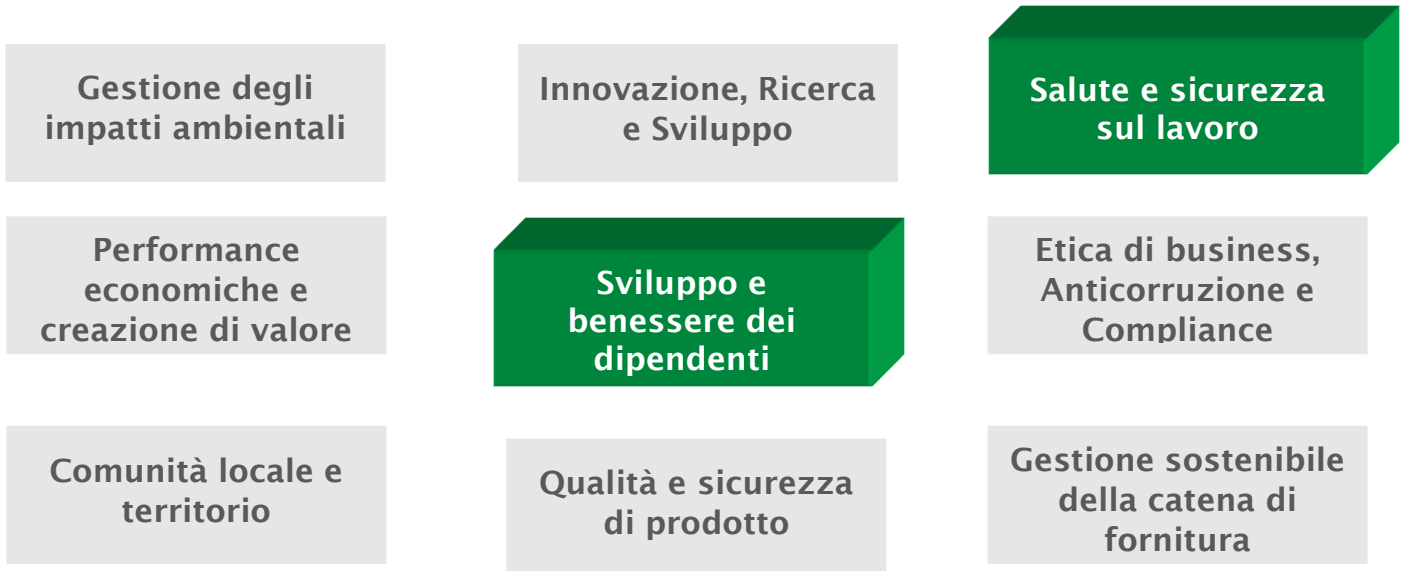 Gestione degli
impatti ambientali
Innovazione, Ricerca
e Sviluppo
Salute e sicurezza
sul lavoro
Performance
economiche e
creazione di valore
Sviluppo e
benessere dei
dipendenti
Etica di business,
Anticorruzione e
Compliance
Comunità locale e
territorio
Qualità e sicurezza
di prodotto
Gestione sostenibile
della catena di
fornitura